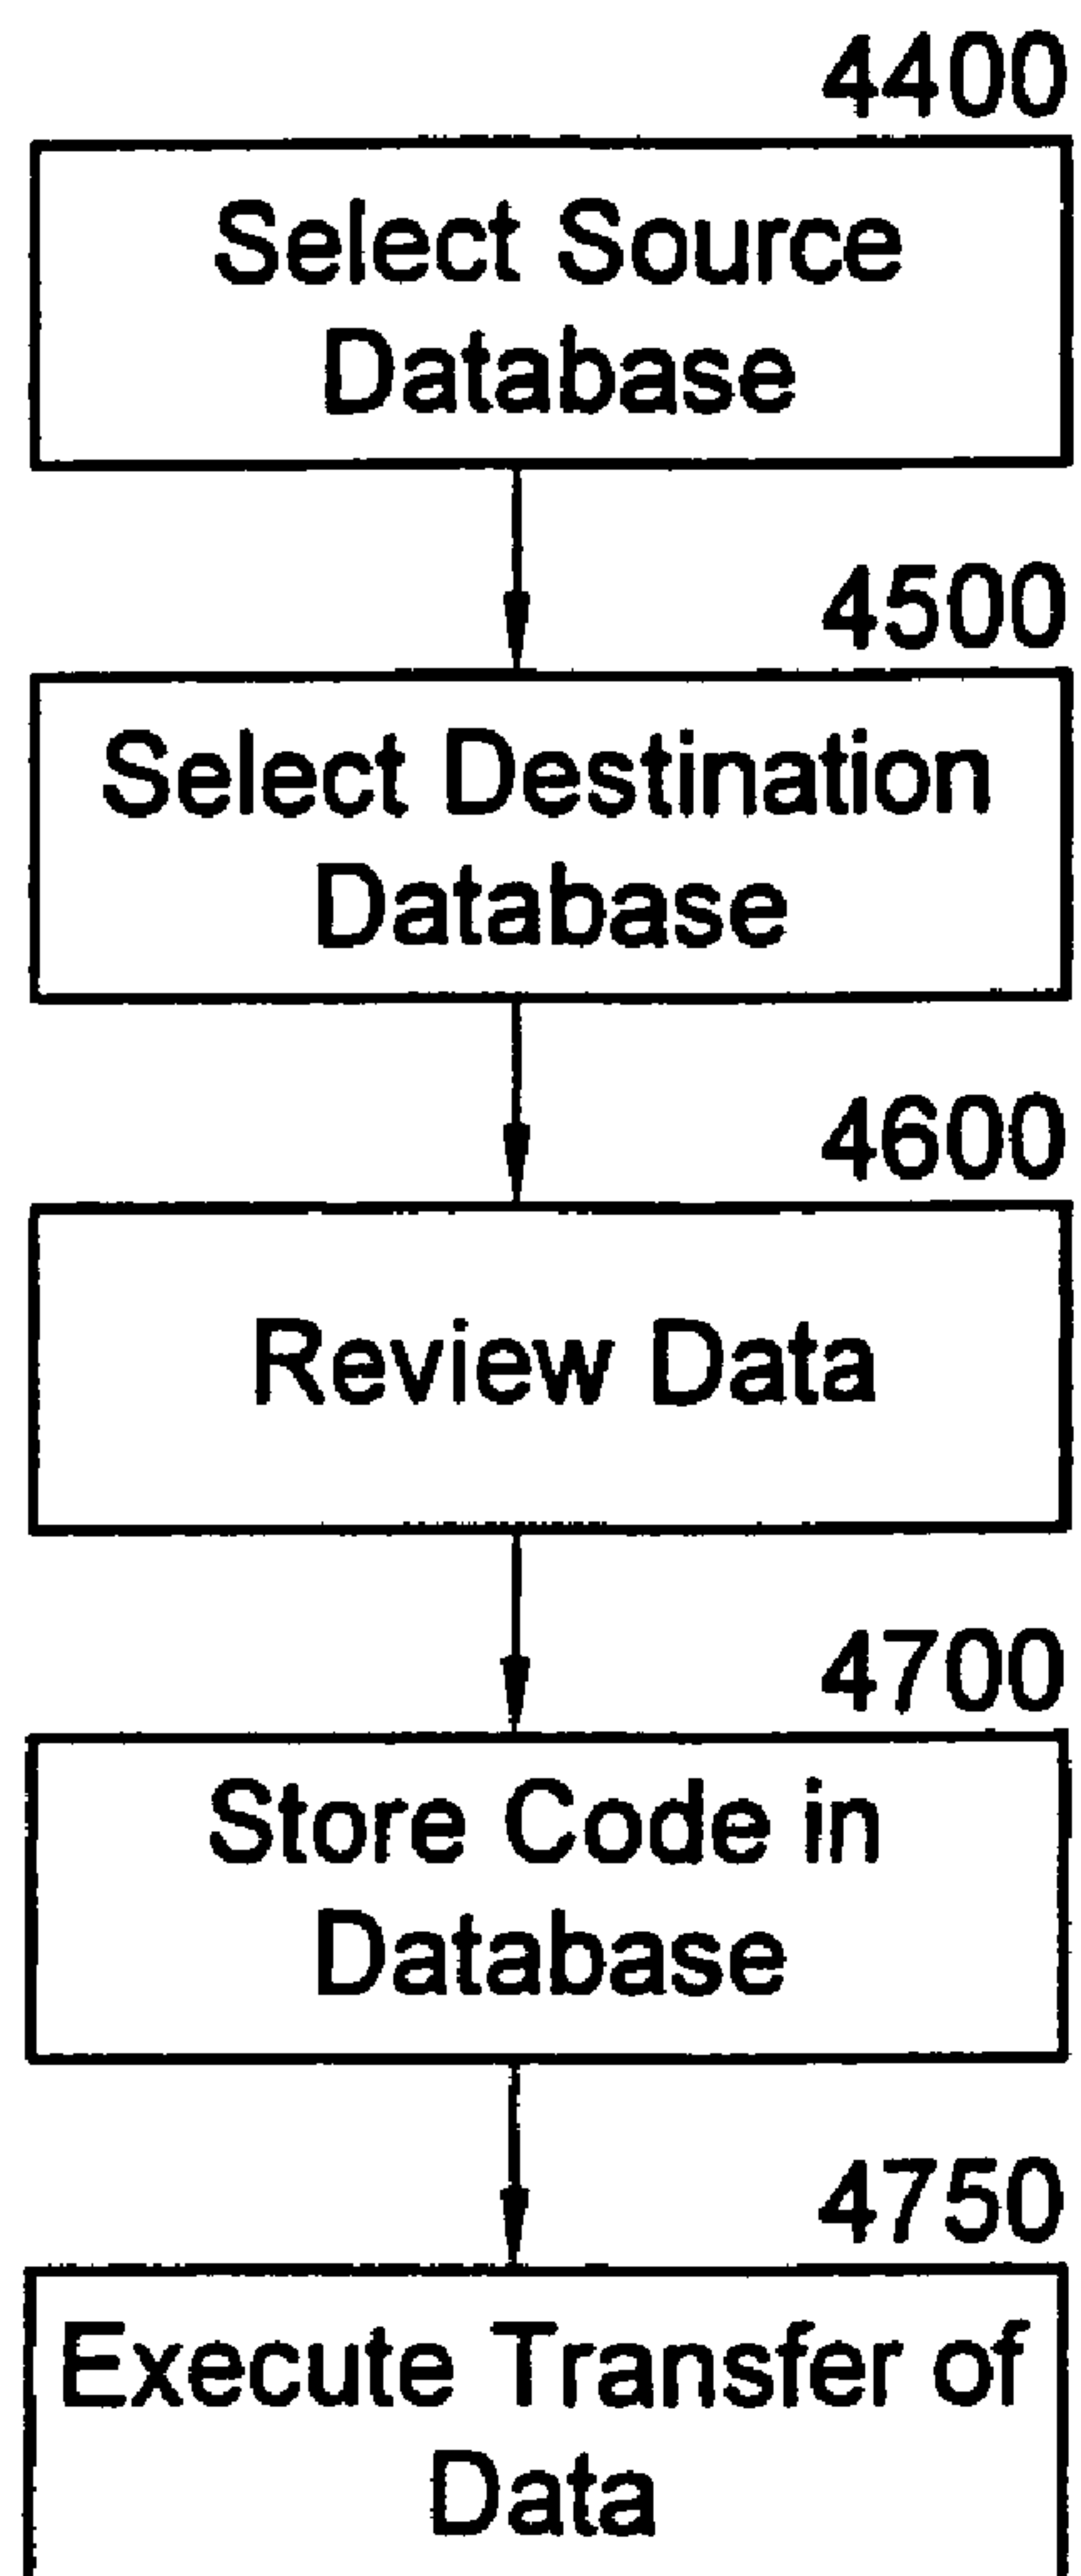 4400
Select Source
Database
4500
Select Destination
Database
4600
Review Data
4700
Store Code in
Database
4750
Execute Transfer of
Data